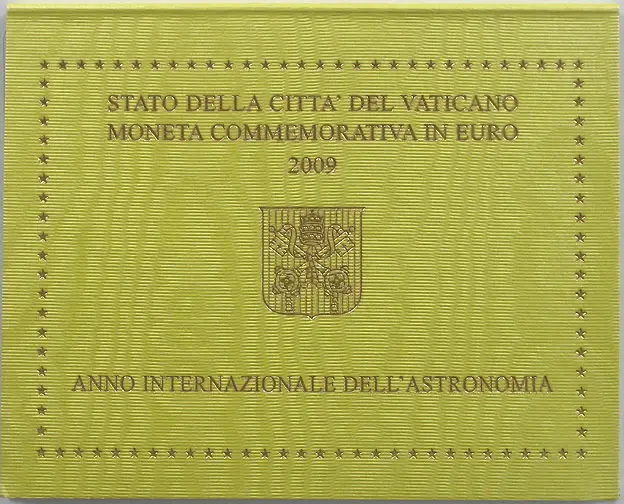 STATO DELLA CITTA' DEL VATICANO
MONETA COMMEMORATIVA IN EURO
2009
ANNO INTERNAZIONALE DELL'ASTRONOMIA